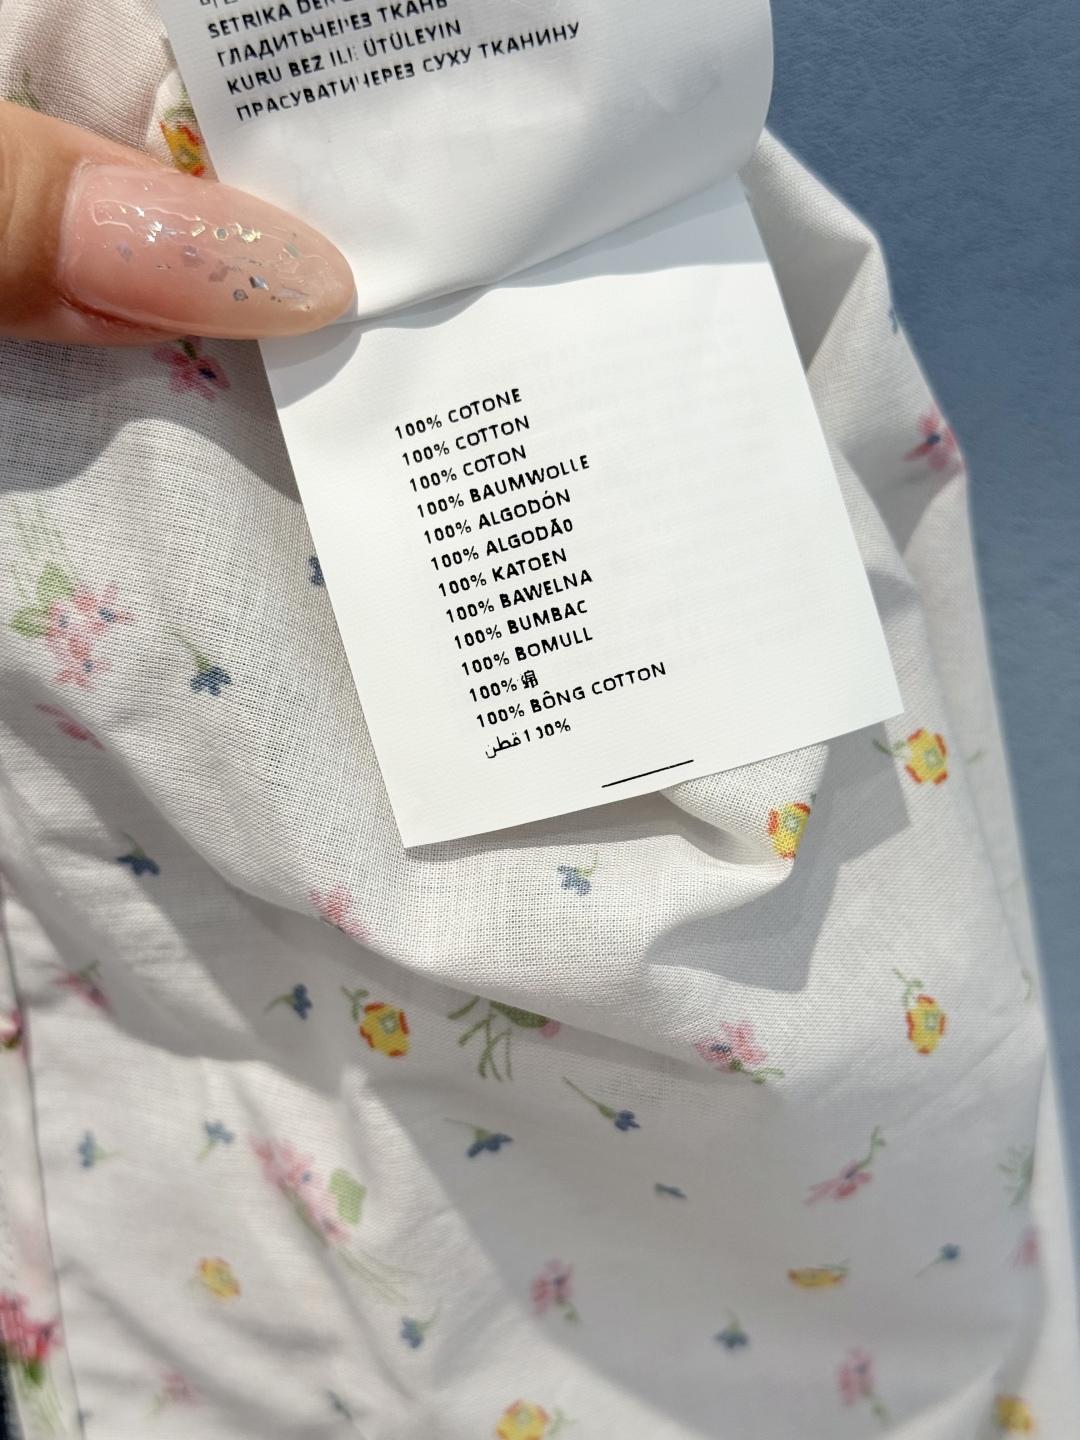 SETRIKA
ГЛАДИТЬ ЧЕРЕЗ ТКАНЬ
KURU BEZ ILE ÜTÜLEYIN
ПРАСУВАТИ ЧЕРЕЗ СУХУ ТКАНИНУ
100% COTONE
100% COTTON
100% COTON
100% BAUMWOLLE
100% ALGODÓN
100% ALGODÃO
100% KATOEN
100% BAWELNA
100% BUMBAC
100% BOMULL
100%
100% BÔNG COTTON
قطن 100%